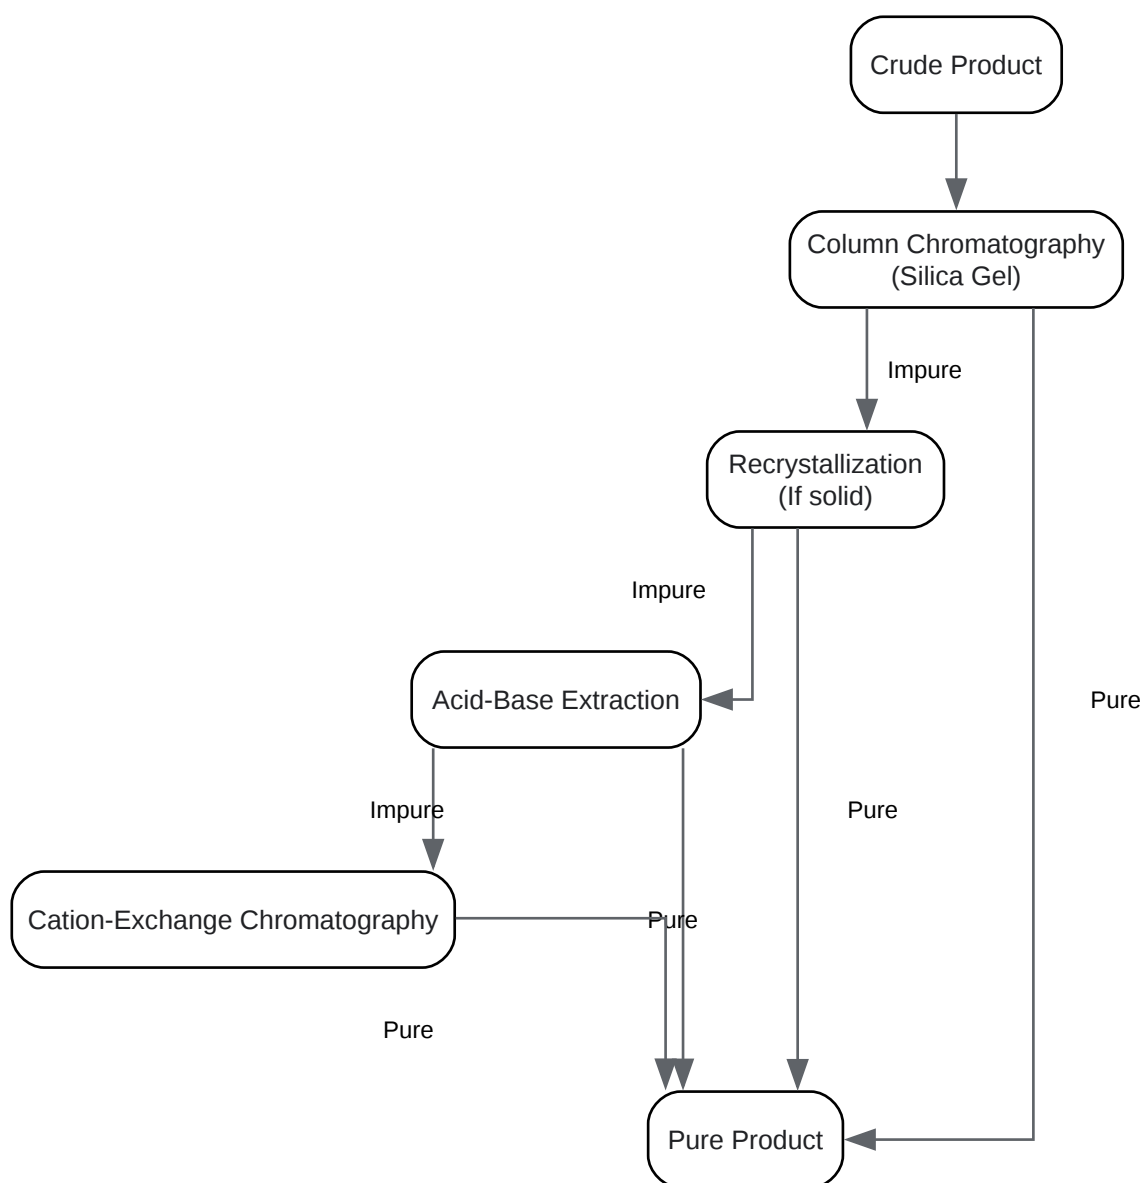 Crude Product
Column Chromatography
(Silica Gel)
Impure
Recrystallization
(If solid)
Impure
Acid-Base Extraction
Pure
Impure
Pure
Cation-Exchange Chromatography
Pure
Pure
Pure Product